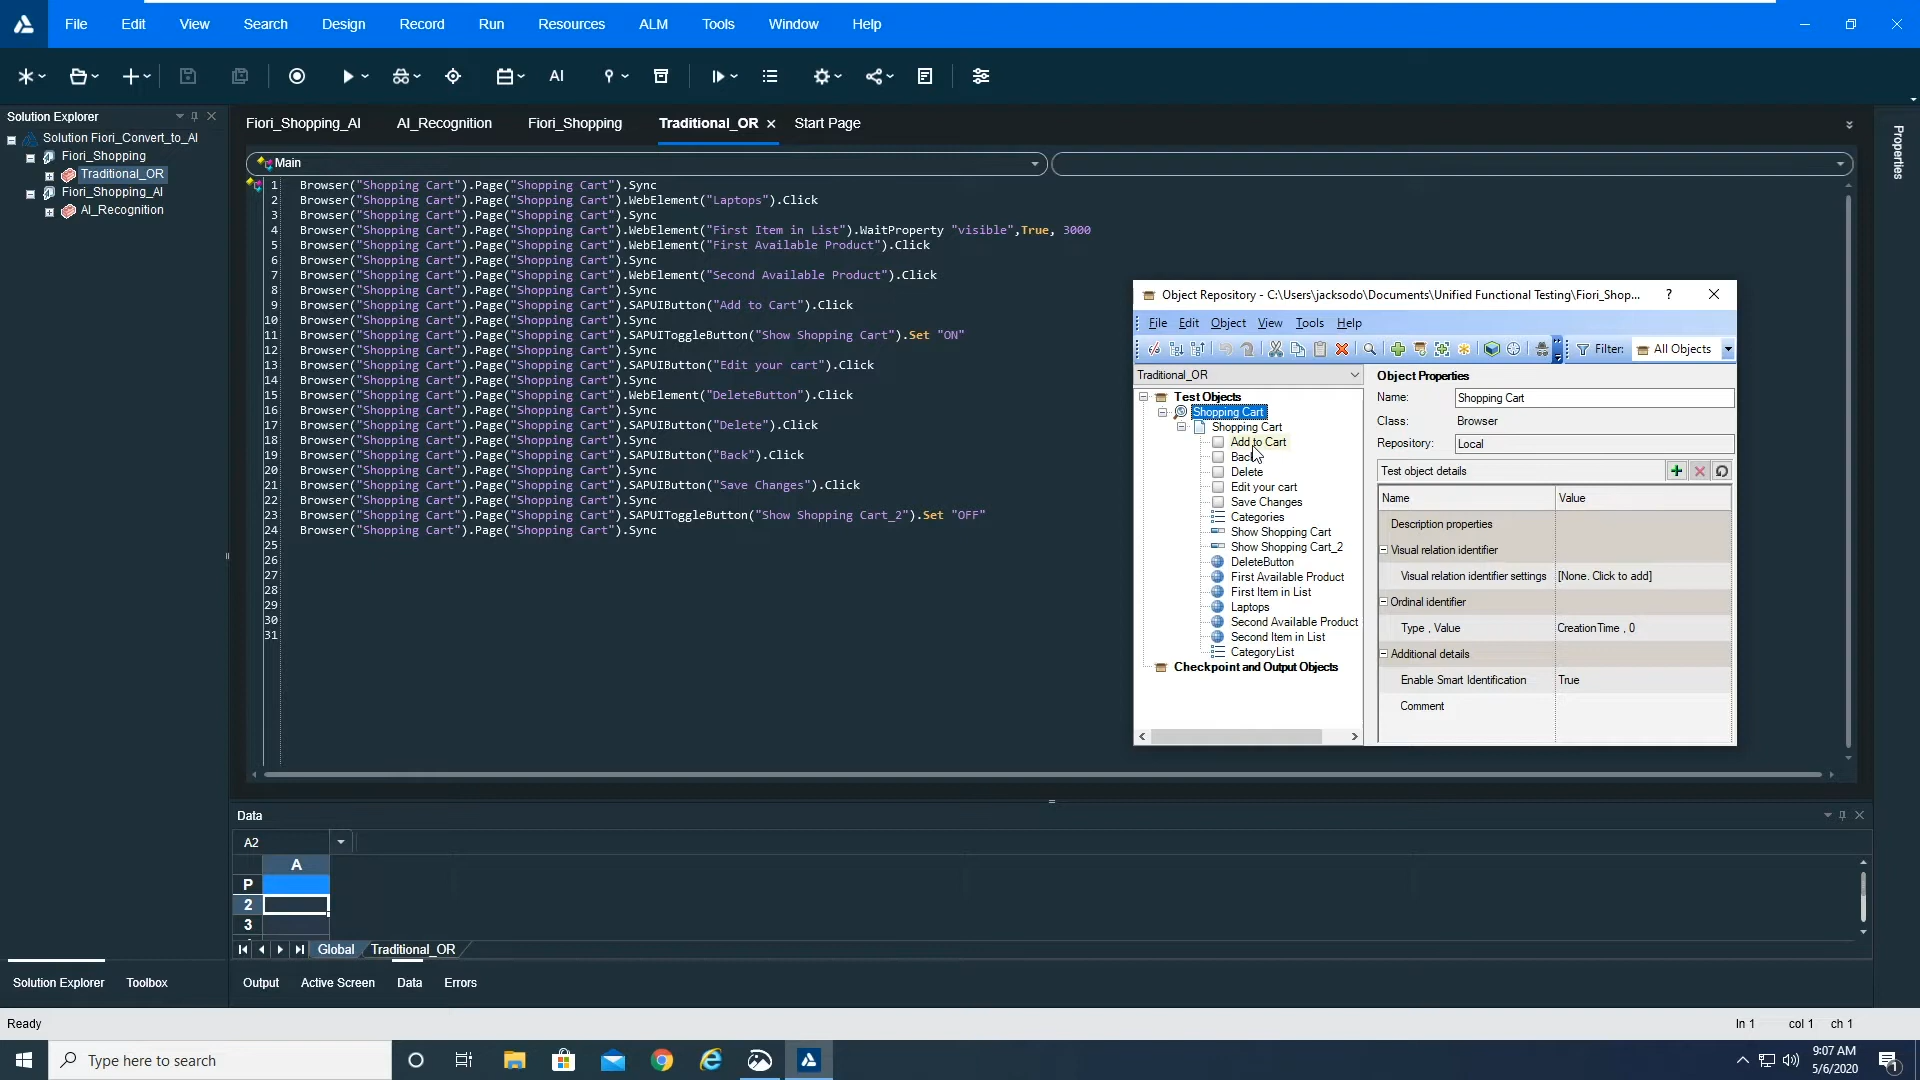 File Edit View Search Design Record Run Resources ALM Tools Window Help
AI
Solution Explorer
Solution Fiori_Convert_to_AI
Fiori_Shopping
Traditional_OR
Fiori_Shopping_AI
AI_Recognition
Fiori_Shopping_AI AI_Recognition Fiori_Shopping Traditional_OR Start Page
Properties
Main
1 Browser("Shopping Cart").Page("Shopping Cart").Sync
2 Browser("Shopping Cart").Page("Shopping Cart").WebElement("Laptops").Click
3 Browser("Shopping Cart").Page("Shopping Cart").Sync
4 Browser("Shopping Cart").Page("Shopping Cart").WebElement("First Item in List").WaitProperty "visible",True, 3000
5 Browser("Shopping Cart").Page("Shopping Cart").WebElement("First Available Product").Click
6 Browser("Shopping Cart").Page("Shopping Cart").Sync
7 Browser("Shopping Cart").Page("Shopping Cart").WebElement("Second Available Product").Click
8 Browser("Shopping Cart").Page("Shopping Cart").Sync
9 Browser("Shopping Cart").Page("Shopping Cart").SAPUIButton("Add to Cart").Click
10 Browser("Shopping Cart").Page("Shopping Cart").Sync
11 Browser("Shopping Cart").Page("Shopping Cart").SAPUIToggleButton("Show Shopping Cart").Set "ON"
12 Browser("Shopping Cart").Page("Shopping Cart").Sync
13 Browser("Shopping Cart").Page("Shopping Cart").SAPUIButton("Edit your cart").Click
14 Browser("Shopping Cart").Page("Shopping Cart").Sync
15 Browser("Shopping Cart").Page("Shopping Cart").WebElement("DeleteButton").Click
16 Browser("Shopping Cart").Page("Shopping Cart").Sync
17 Browser("Shopping Cart").Page("Shopping Cart").SAPUIButton("Delete").Click
18 Browser("Shopping Cart").Page("Shopping Cart").Sync
19 Browser("Shopping Cart").Page("Shopping Cart").SAPUIButton("Back").Click
20 Browser("Shopping Cart").Page("Shopping Cart").Sync
21 Browser("Shopping Cart").Page("Shopping Cart").SAPUIButton("Save Changes").Click
22 Browser("Shopping Cart").Page("Shopping Cart").Sync
23 Browser("Shopping Cart").Page("Shopping Cart").SAPUIToggleButton("Show Shopping Cart_2").Set "OFF"
24 Browser("Shopping Cart").Page("Shopping Cart").Sync
25
26
27
28
29
30
31
Object Repository - C:\Users\jacksodo\Documents\Unified Functional Testing\Fiori_Shop... ?
File Edit Object View Tools Help
Filter: All Objects
Traditional_OR
Test Objects
Shopping Cart
Shopping Cart
Add to Cart
Back
Delete
Edit your cart
Save Changes
Categories
Show Shopping Cart
Show Shopping Cart_2
DeleteButton
First Available Product
First Item in List
Laptops
Second Available Product
Second Item in List
CategoryList
Checkpoint and Output Objects
Object Properties
Name: Shopping Cart
Class: Browser
Repository: Local
Test object details
Name Value
Description properties
Visual relation identifier
Visual relation identifier settings [None. Click to add]
Ordinal identifier
Type , Value CreationTime , 0
Additional details
Enable Smart Identification True
Comment
Data
A2
A
P
2
3
Global Traditional_OR
Solution Explorer Toolbox
Output Active Screen Data Errors
Ready
ln 1 col 1 ch 1
Type here to search
9:07 AM
5/6/2020
1